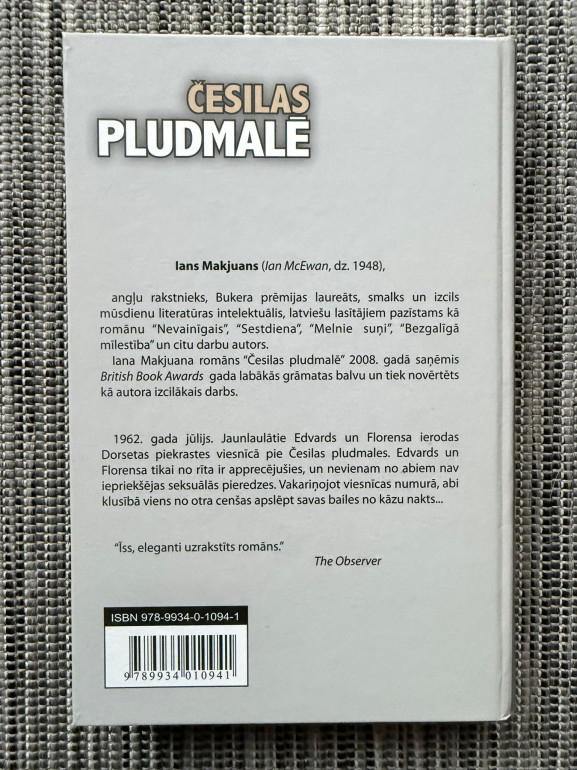 ČESILAS
PLUDMALĒ
Ians Makjuans (Ian McEwan, dz. 1948),
angļu rakstnieks, Bukera prēmijas laureāts, smalks un izcils
mūsdienu literatūras intelektuālis, latviešu lasītājiem pazīstams kā
romānu “Nevainīgais”, “Sestdiena”, “Melnie suņi”, “Bezgalīgā
mīlestība” un citu darbu autors.
Iana Makjuana romāns “Česilas pludmalē” 2008. gadā saņēmis
British Book Awards gada labākās grāmatas balvu un tiek novērtēts
kā autora izcilākais darbs.
1962. gada jūlijs. Jaunlaulātie Edvards un Florensa ierodas
Dorsetas piekrastes viesnīcā pie Česilas pludmales. Edvards un
Florensa tikai no rīta ir apprecējušies, un nevienam no abiem nav
iepriekšējas seksuālās pieredzes. Vakariņojot viesnīcas numurā, abi
klusībā viens no otra cenšas apslēpt savas bailes no kāzu nakts...
“Īss, eleganti uzrakstīts romāns.”
The Observer
ISBN 978-9934-0-1094-1
9 789934 010941